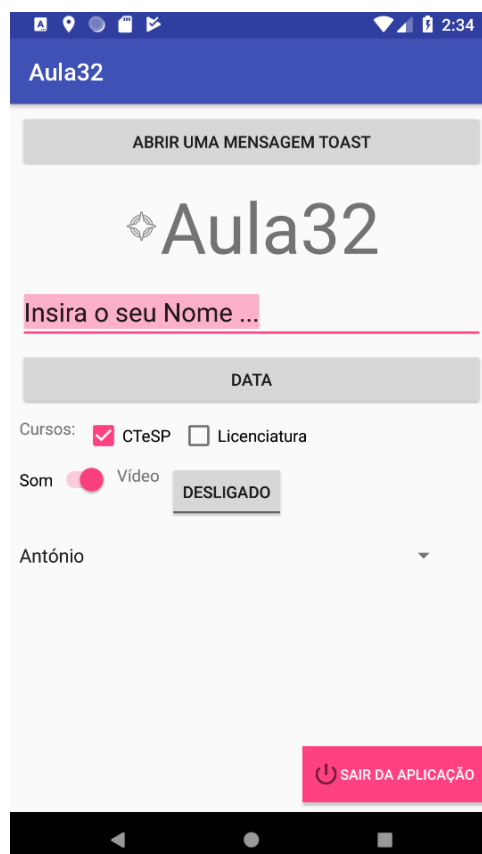 2:34
Aula32
ABRIR UMA MENSAGEM TOAST
Aula32
Insira o seu Nome ...
DATA
Cursos: CTeSP Licenciatura
Som Vídeo DESLIGADO
António
SAIR DA APLICAÇÃO